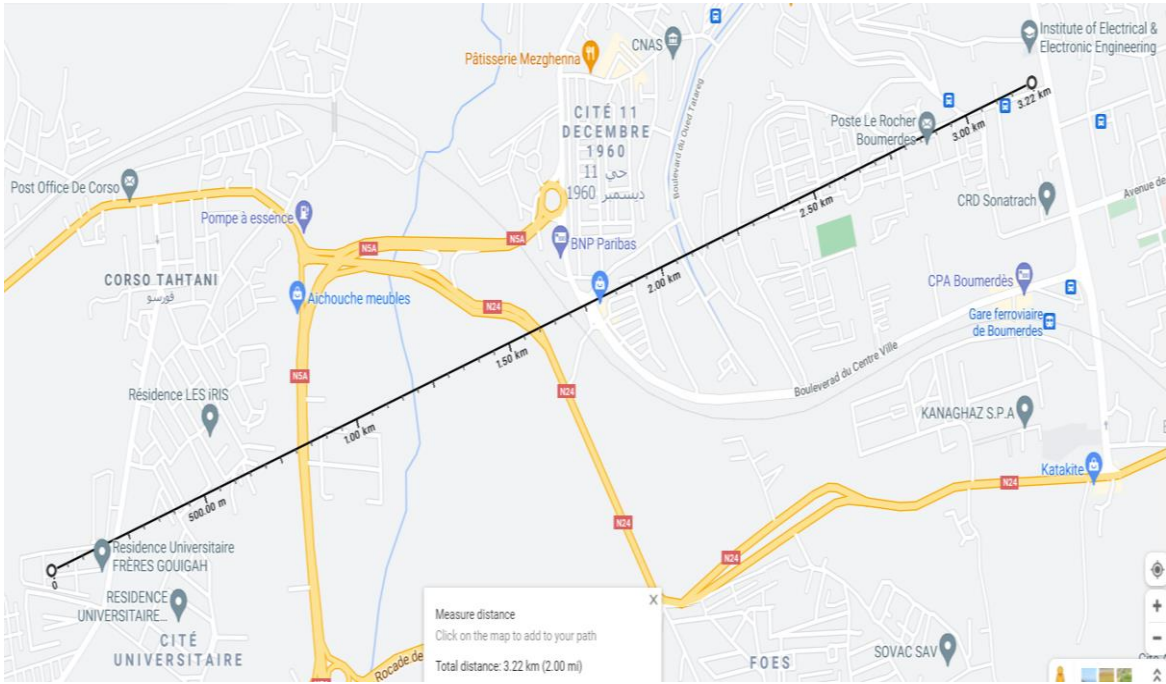 Institute of Electrical &
Electronic Engineering
CNAS
Pâtisserie Mezghenna
3.22 km
CITÉ 11
DECEMBRE
1960
حي 11
ديسمبر 1960
Boulevard du Oued Tatareg
Poste Le Rocher
Boumerdes
3.00 km
Post Office De Corso
CRD Sonatrach
Avenue de
Pompe à essence
2.50 km
N5A
N5A
BNP Paribas
CORSO TAHTANI
قورسو
Aichouche meubles
2.00 km
CPA Boumerdès
N24
Gare ferroviaire
de Boumerdes
1.50 km
N5A
Bouleverad du Centre Ville
Résidence LES iRIS
N24
KANAGHAZ S.P.A
1.00 km
Katakite
N24
500.00 m
N24
Residence Universitaire
FRÈRES GOUIGAH
N24
0
RESIDENCE
UNIVERSITAIRE...
CITÉ
UNIVERSITAIRE
Measure distance
Click on the map to add to your path
Total distance: 3.22 km (2.00 mi)
Rocade de
N24
FOES
SOVAC SAV